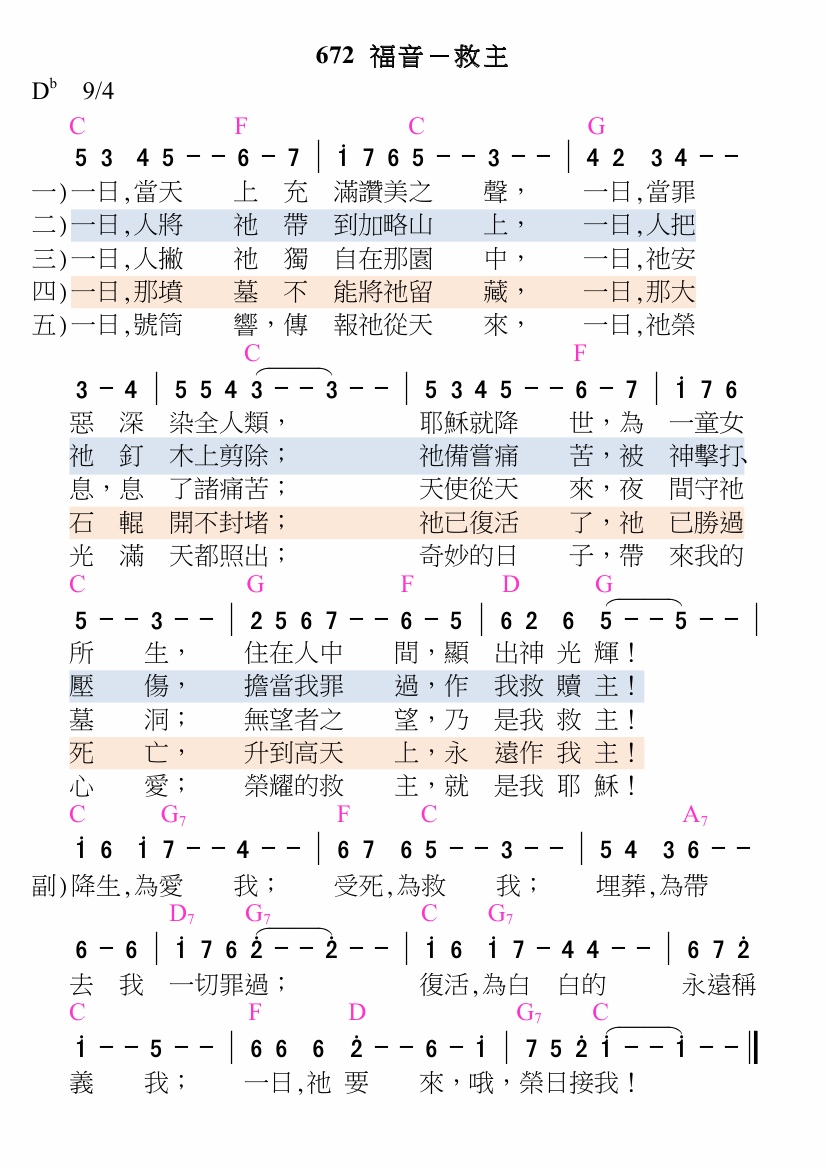 672 福音－救主
Db 9/4
C F C G
5 3 4 5 － － 6 － 7 | i 7 6 5 － － 3 － － | 4 2 3 4 － －
一)一日,當天 上 充 滿讚美之 聲， 一日,當罪
二)一日,人將 祂 帶 到加略山 上， 一日,人把
三)一日,人撇 祂 獨 自在那園 中， 一日,祂安
四)一日,那墳 墓 不 能將祂留 藏， 一日,那大
五)一日,號筒 響，傳 報祂從天 來， 一日,祂榮
C F
3 － 4 | 5 5 4 3 － － 3 － － | 5 3 4 5 － － 6 － 7 | i 7 6
惡 深 染全人類， 耶穌就降 世，為 一童女
祂 釘 木上剪除； 祂備嘗痛 苦，被 神擊打、
息，息 了諸痛苦； 天使從天 來，夜 間守祂
石 輥 開不封堵； 祂已復活 了，祂 已勝過
光 滿 天都照出； 奇妙的日 子，帶 來我的
C G F D G
5 － － 3 － － | 2 5 6 7 － － 6 － 5 | 6 2 6 5 － － 5 － － |
所 生， 住在人中 間，顯 出神 光 輝！
壓 傷， 擔當我罪 過，作 我救 贖 主！
墓 洞； 無望者之 望，乃 是我 救 主！
死 亡， 升到高天 上，永 遠作 我 主！
心 愛； 榮耀的救 主，就 是我 耶 穌！
C G7 F C A7
i 6 i 7 － － 4 － － | 6 7 6 5 － － 3 － － | 5 4 3 6 － －
副)降生,為愛 我； 受死,為救 我； 埋葬,為帶
D7 G7 C G7
6 － 6 | i 7 6 2̇ － － 2̇ － － | i 6 i 7 － 4 4 － － | 6 7 2̇
去 我 一切罪過； 復活,為白 白的 永遠稱
C F D G7 C
i － － 5 － － | 6 6 6 2̇ － － 6 － i | 7 5 2̇ i － － i － － ‖
義 我； 一日,祂 要 來，哦，榮日接我！